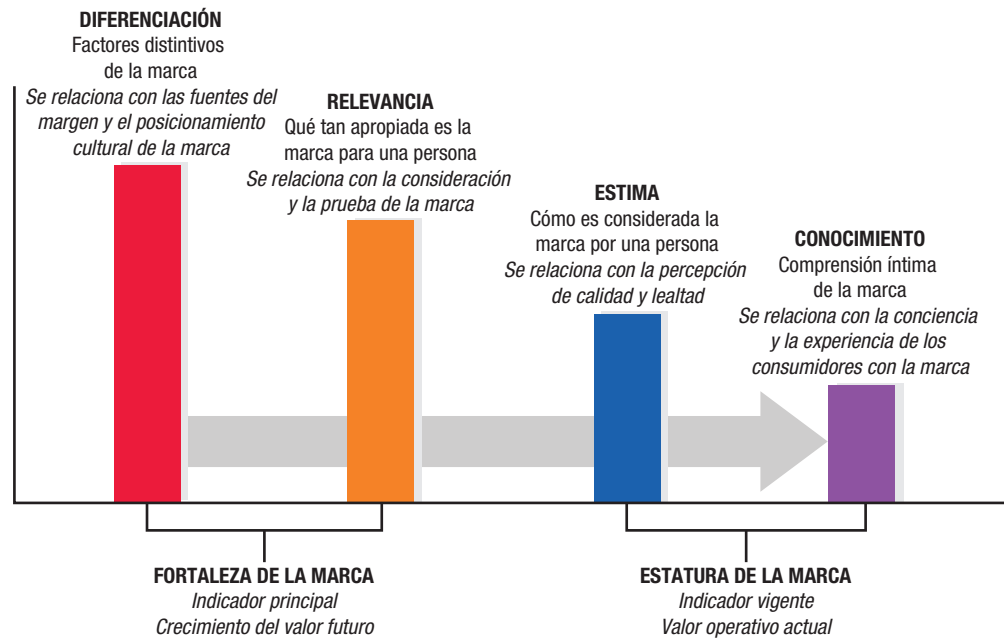 DIFERENCIACIÓN
Factores distintivos
de la marca
Se relaciona con las fuentes del
margen y el posicionamiento
cultural de la marca
RELEVANCIA
Qué tan apropiada es la
marca para una persona
Se relaciona con la consideración
y la prueba de la marca
ESTIMA
Cómo es considerada la
marca por una persona
Se relaciona con la percepción
de calidad y lealtad
CONOCIMIENTO
Comprensión íntima
de la marca
Se relaciona con la conciencia
y la experiencia de los
consumidores con la marca
FORTALEZA DE LA MARCA
Indicador principal
Crecimiento del valor futuro
ESTATURA DE LA MARCA
Indicador vigente
Valor operativo actual